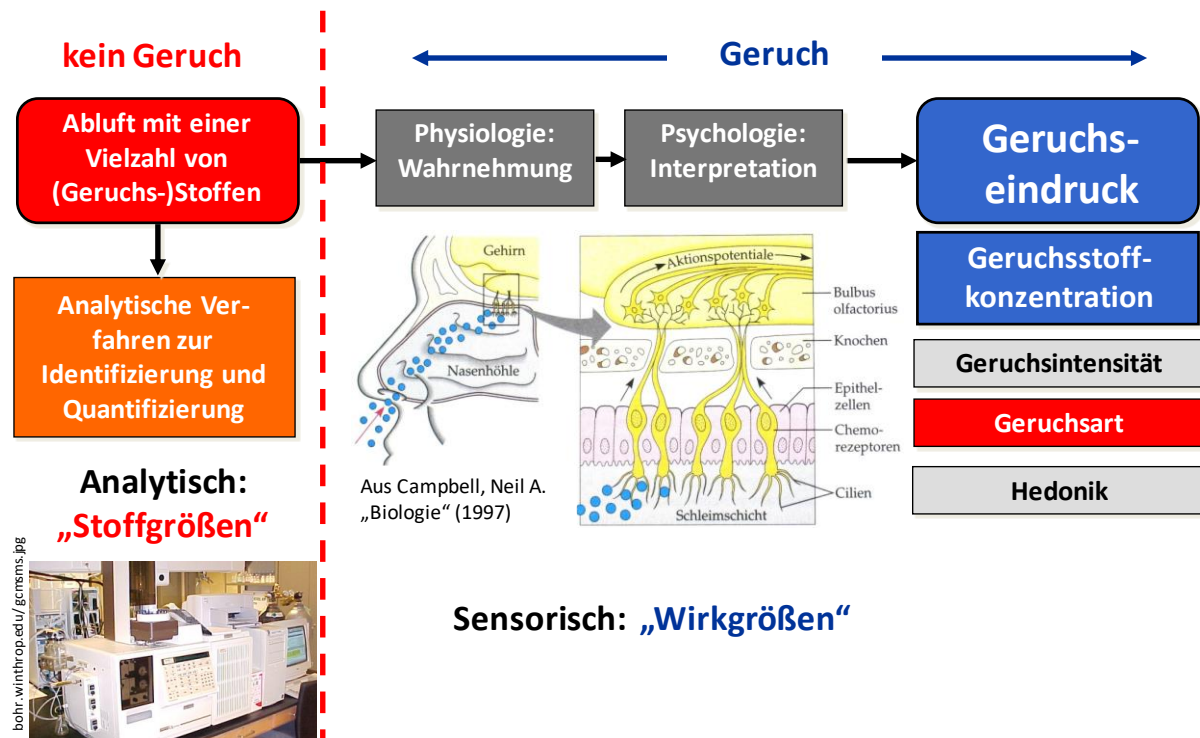 kein Geruch
Geruch
Abluft mit einer
Vielzahl von
(Geruchs-)Stoffen
Physiologie:
Wahrnehmung
Psychologie:
Interpretation
Geruchs-
eindruck
Analytische Ver-
fahren zur
Identifizierung und
Quantifizierung
Gehirn
Nasenhöhle
Aktionspotentiale
Bulbus
olfactorius
Knochen
Epithel-
zellen
Chemo-
rezeptoren
Cilien
Schleimschicht
Geruchsstoff-
konzentration
Geruchsintensität
Geruchsart
Hedonik
Aus Campbell, Neil A.
„Biologie“ (1997)
Analytisch:
„Stoffgrößen“
bohr.winthrop.edu/ gcmsms.jpg
Sensorisch: „Wirkgrößen“